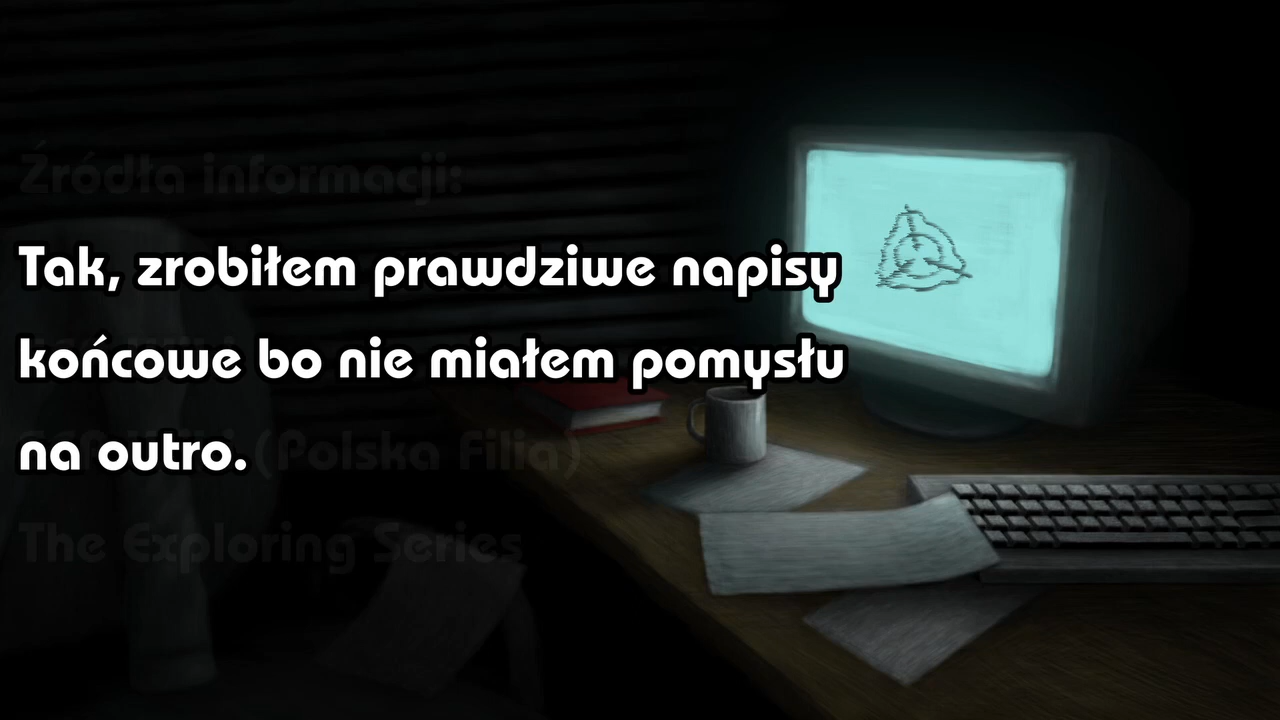 Źródła informacji:
Tak, zrobiłem prawdziwe napisy
końcowe bo nie miałem pomysłu
na outro.
(Polska Filia)
The Exploring Series